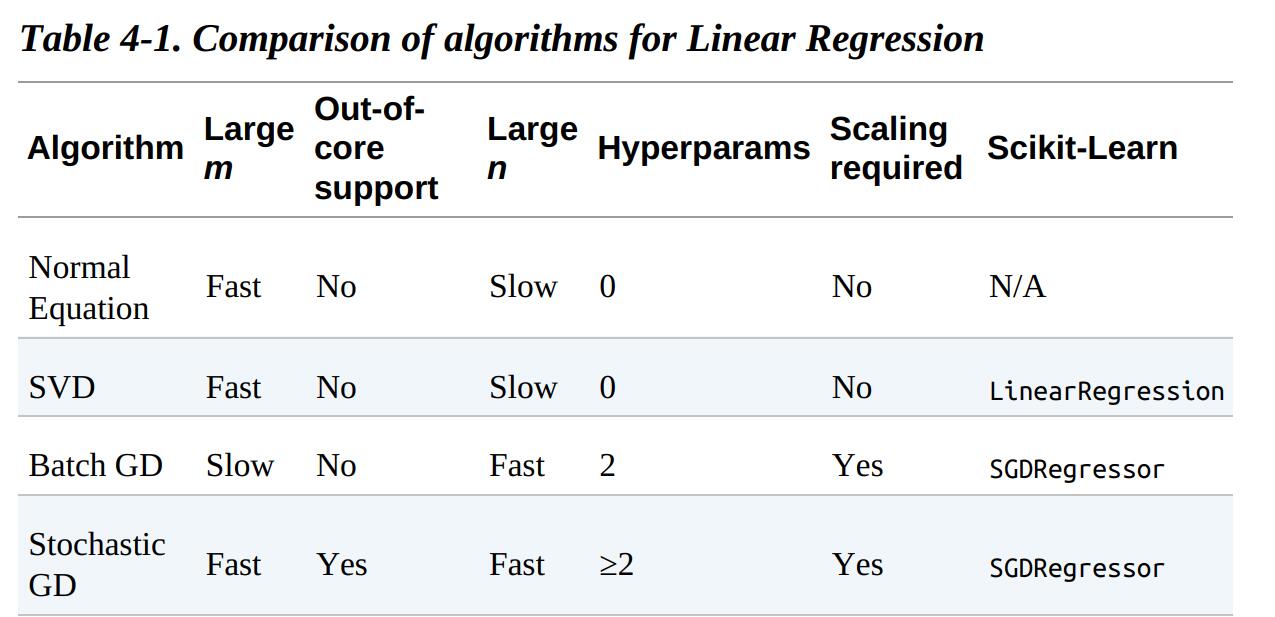 Table 4-1. Comparison of algorithms for Linear Regression
Algorithm Large m Out-of-core support Large n Hyperparams Scaling required Scikit-Learn
Normal Equation Fast No Slow 0 No N/A
SVD Fast No Slow 0 No LinearRegression
Batch GD Slow No Fast 2 Yes SGDRegressor
Stochastic GD Fast Yes Fast ≥2 Yes SGDRegressor